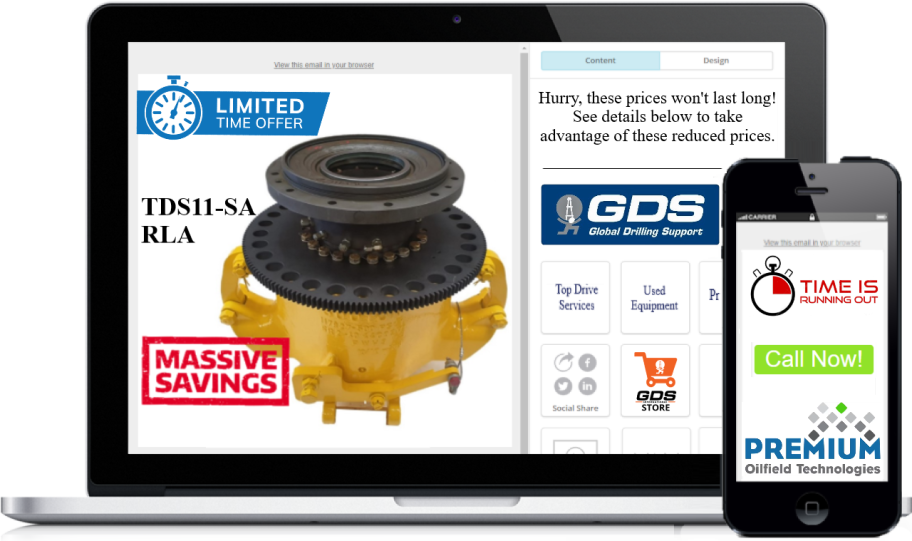 View this email in your browser
LIMITED
TIME OFFER
TDS11-SA
RLA
MASSIVE
SAVINGS
Content
Design
Hurry, these prices won't last long!
See details below to take
advantage of these reduced prices.
GDS
Global Drilling Support
Top Drive
Services
Used
Equipment
Pr
Social Share
GDS
STORE
CARRIER
View this email in your browser
TIME IS
RUNNING OUT
Call Now!
PREMIUM
Oilfield Technologies